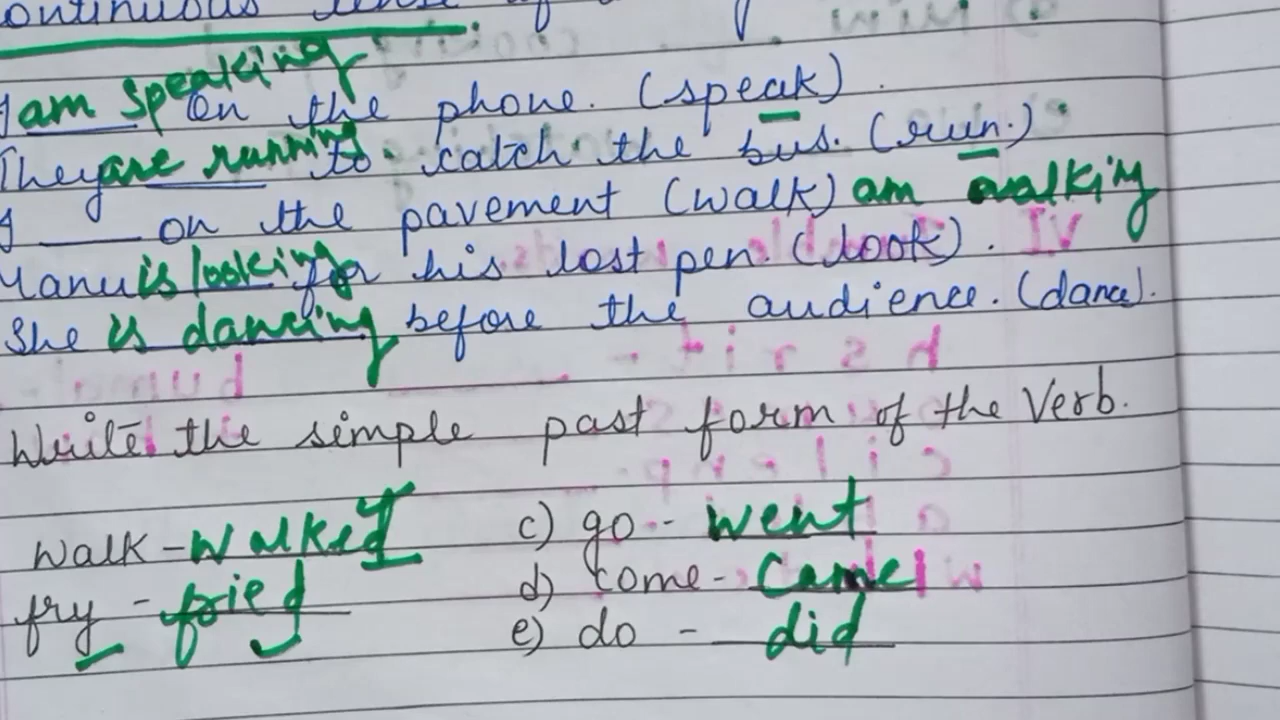 I am speaking on the phone. (speak).
They are running to catch the bus. (run.)
I ____ on the pavement (walk) am walking
Manu is looking for his lost pen. (look).
She is dancing before the audience. (dance).
Write the simple past form of the Verb.
walk - walked
fry - fried
c) go - went
d) come - came
e) do - did